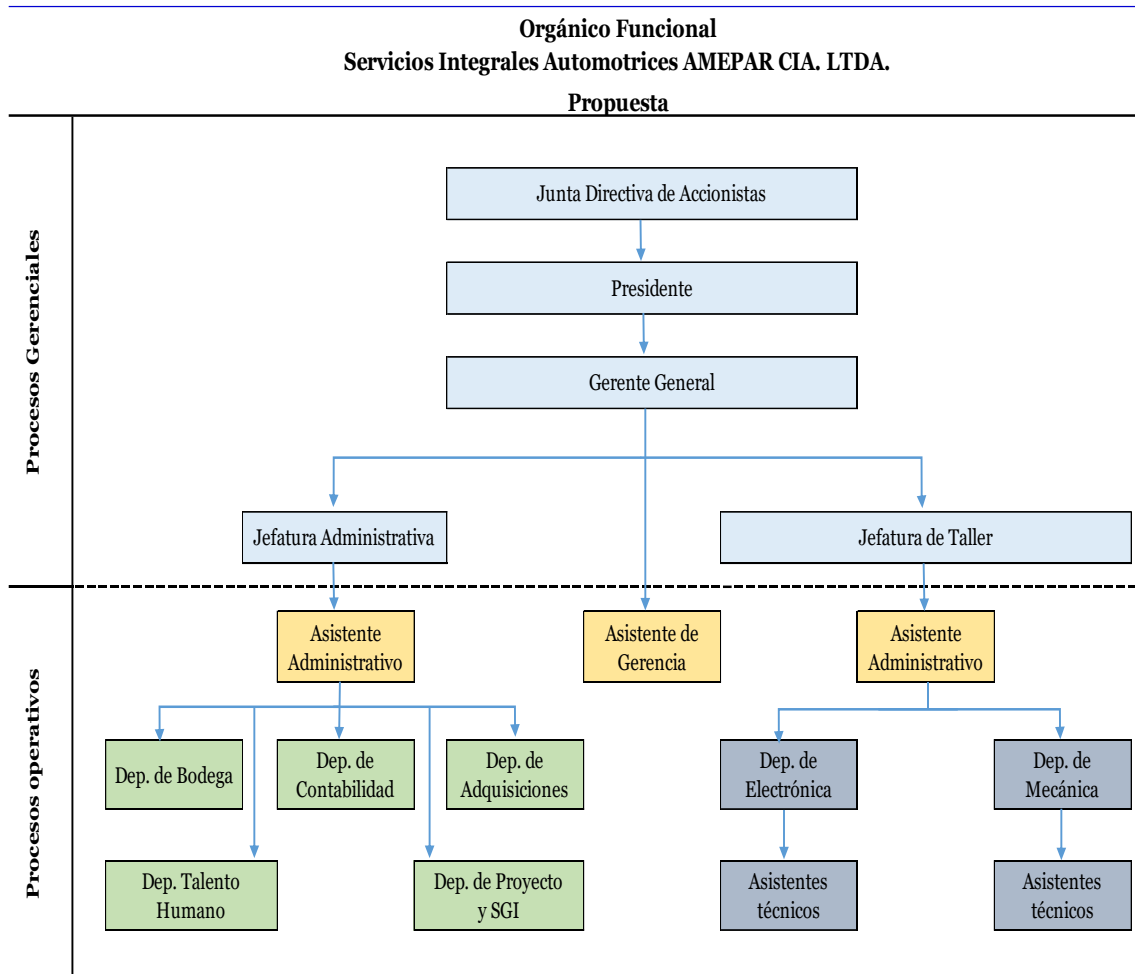 Orgánico Funcional
Servicios Integrales Automotrices AMEPAR CIA. LTDA.
Propuesta
Procesos Gerenciales
Junta Directiva de Accionistas
Presidente
Gerente General
Jefatura Administrativa
Jefatura de Taller
Procesos operativos
Asistente
Administrativo
Asistente de
Gerencia
Asistente
Administrativo
Dep. de Bodega
Dep. de
Contabilidad
Dep. de
Adquisiciones
Dep. de
Electrónica
Dep. de
Mecánica
Dep. Talento
Humano
Dep. de Proyecto
y SGI
Asistentes
técnicos
Asistentes
técnicos